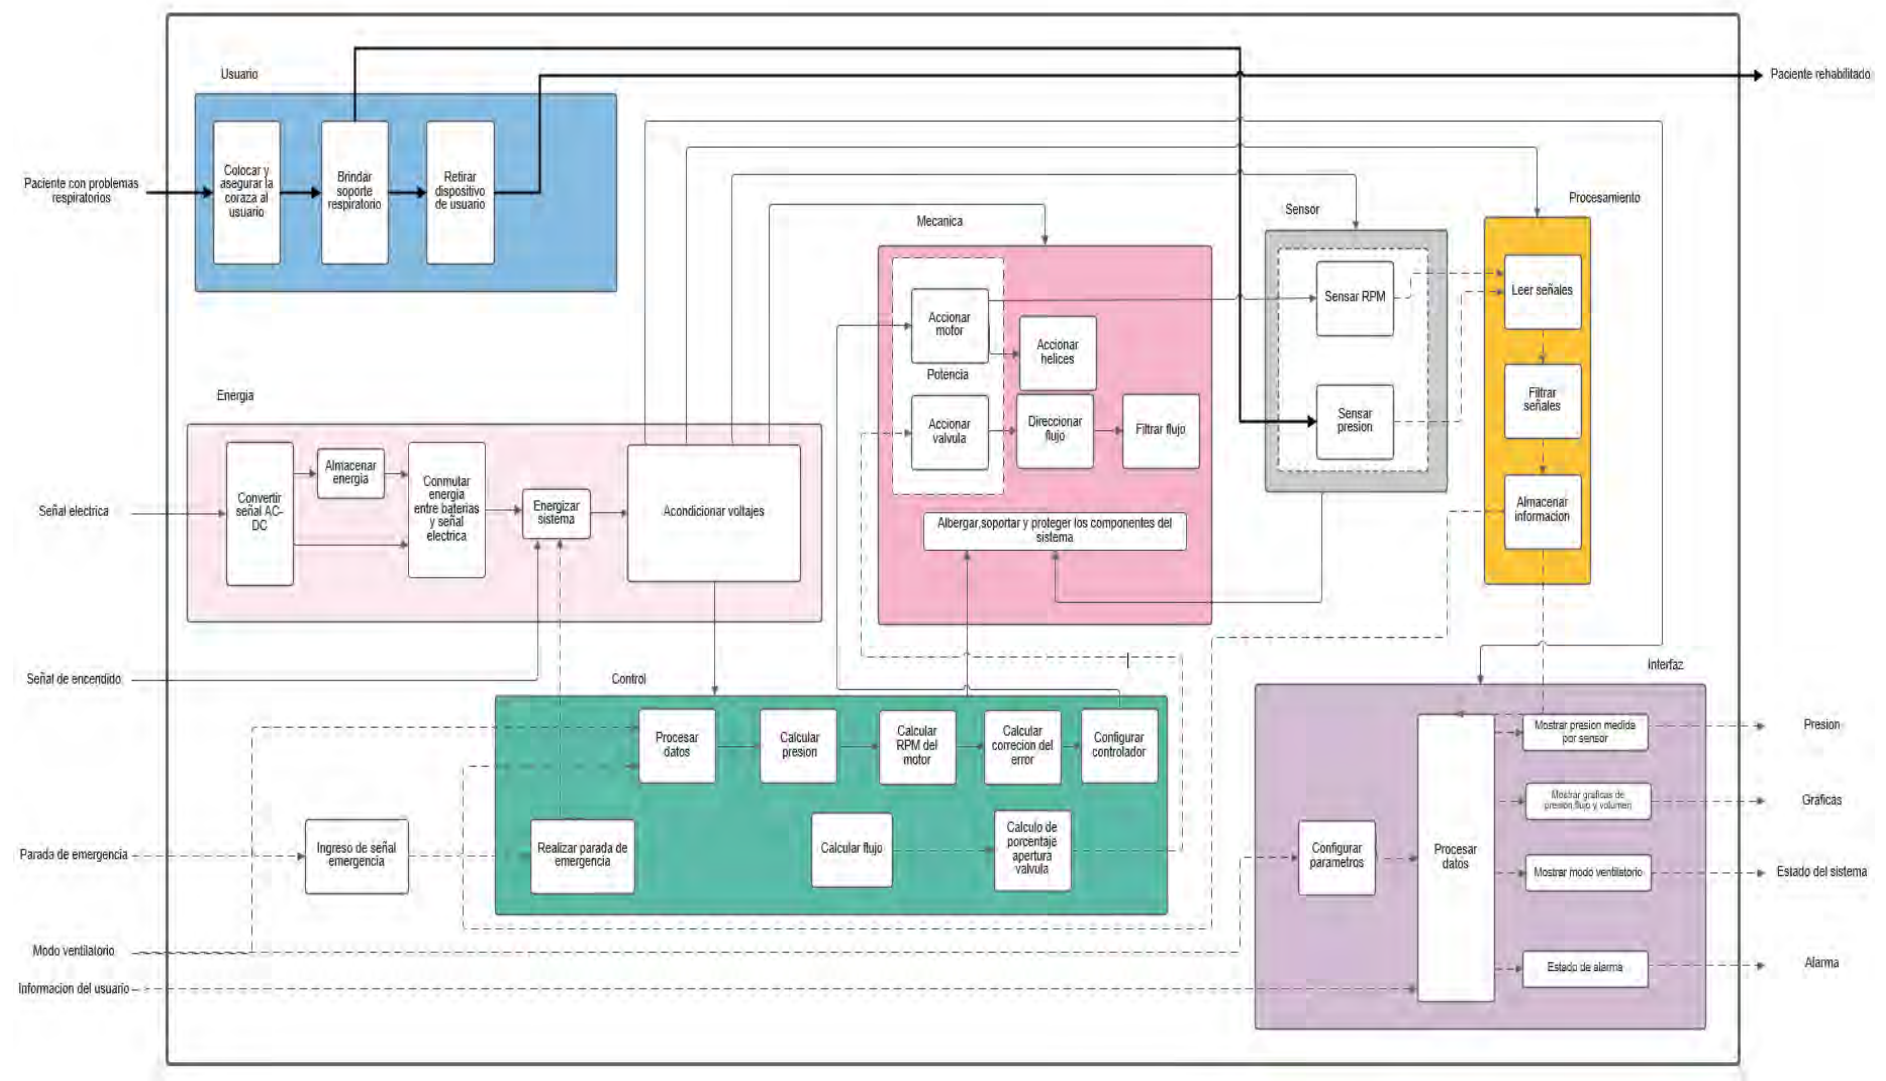 Usuario
Paciente rehabilitado
Paciente con problemas
respiratorios
Colocar y
asegurar la
coraza al
usuario
Brindar
soporte
respiratorio
Retirar
dispositivo
de usuario
Mecanica
Sensor
Procesamiento
Accionar
motor
Potencia
Accionar
valvula
Accionar
helices
Direccionar
flujo
Filtrar flujo
Albergar,soportar y proteger los componentes del
sistema
Sensar RPM
Sensar
presion
Leer señales
Filtrar
señales
Almacenar
informacion
Energia
Señal electrica
Convertir
señal AC-
DC
Almacenar
energia
Conmutar
energia
entre baterias
y señal
electrica
Energizar
sistema
Acondicionar voltajes
Señal de encendido
Control
Procesar
datos
Calcular
presion
Calcular
RPM del
motor
Calcular
correcion del
error
Configurar
controlador
Parada de emergencia
Ingreso de señal
emergencia
Realizar parada de
emergencia
Calcular flujo
Calculo de
porcentaje
apertura
valvula
Modo ventilatorio
Informacion del usuario
Interfaz
Configurar
parametros
Procesar
datos
Mostrar presion medida
por sensor
Mostrar graficas de
presion,flujo y volumen
Mostrar modo ventilatorio
Estado de alarma
Presion
Graficas
Estado del sistema
Alarma